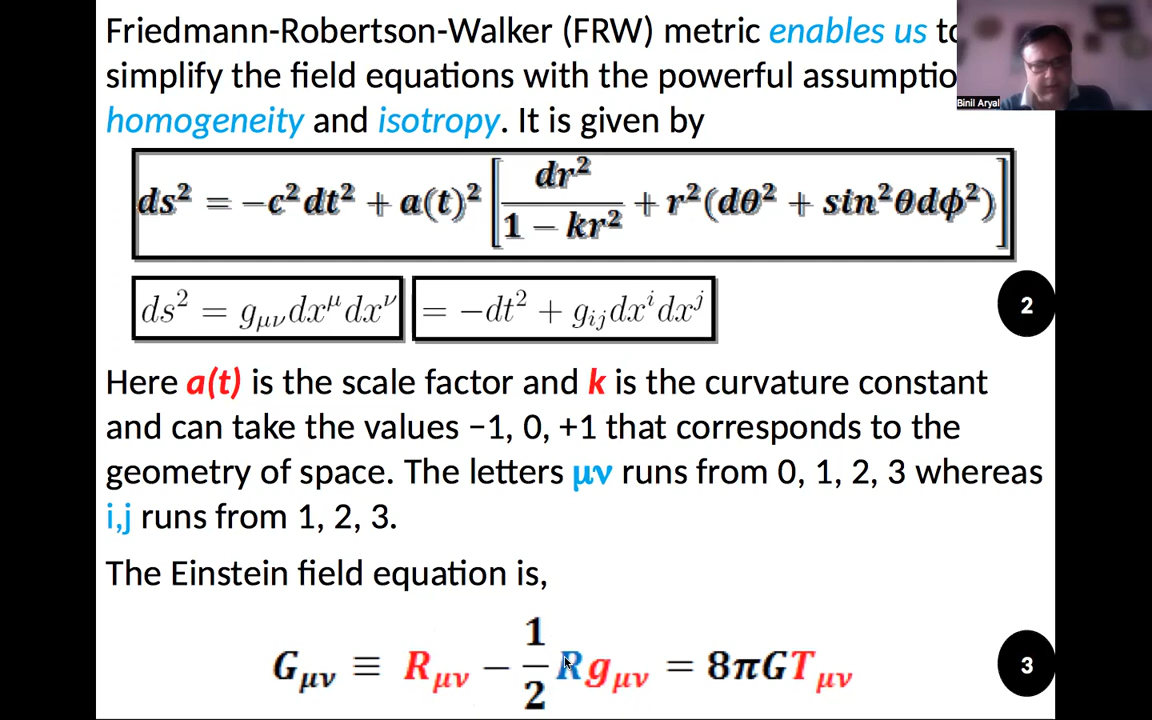 Friedmann-Robertson-Walker (FRW) metric enables us to
simplify the field equations with the powerful assumptio
homogeneity and isotropy. It is given by
Binil Aryal
ds² = −c²dt² + a(t)² [ dr² / (1 − kr²) + r²(dθ² + sin²θdϕ²) ]
ds² = g_μν dx^μ dx^ν = −dt² + g_ij dx^i dx^j
2
Here a(t) is the scale factor and k is the curvature constant
and can take the values −1, 0, +1 that corresponds to the
geometry of space. The letters μν runs from 0, 1, 2, 3 whereas
i,j runs from 1, 2, 3.
The Einstein field equation is,
G_μν ≡ R_μν − 1/2 R g_μν = 8πG T_μν
3